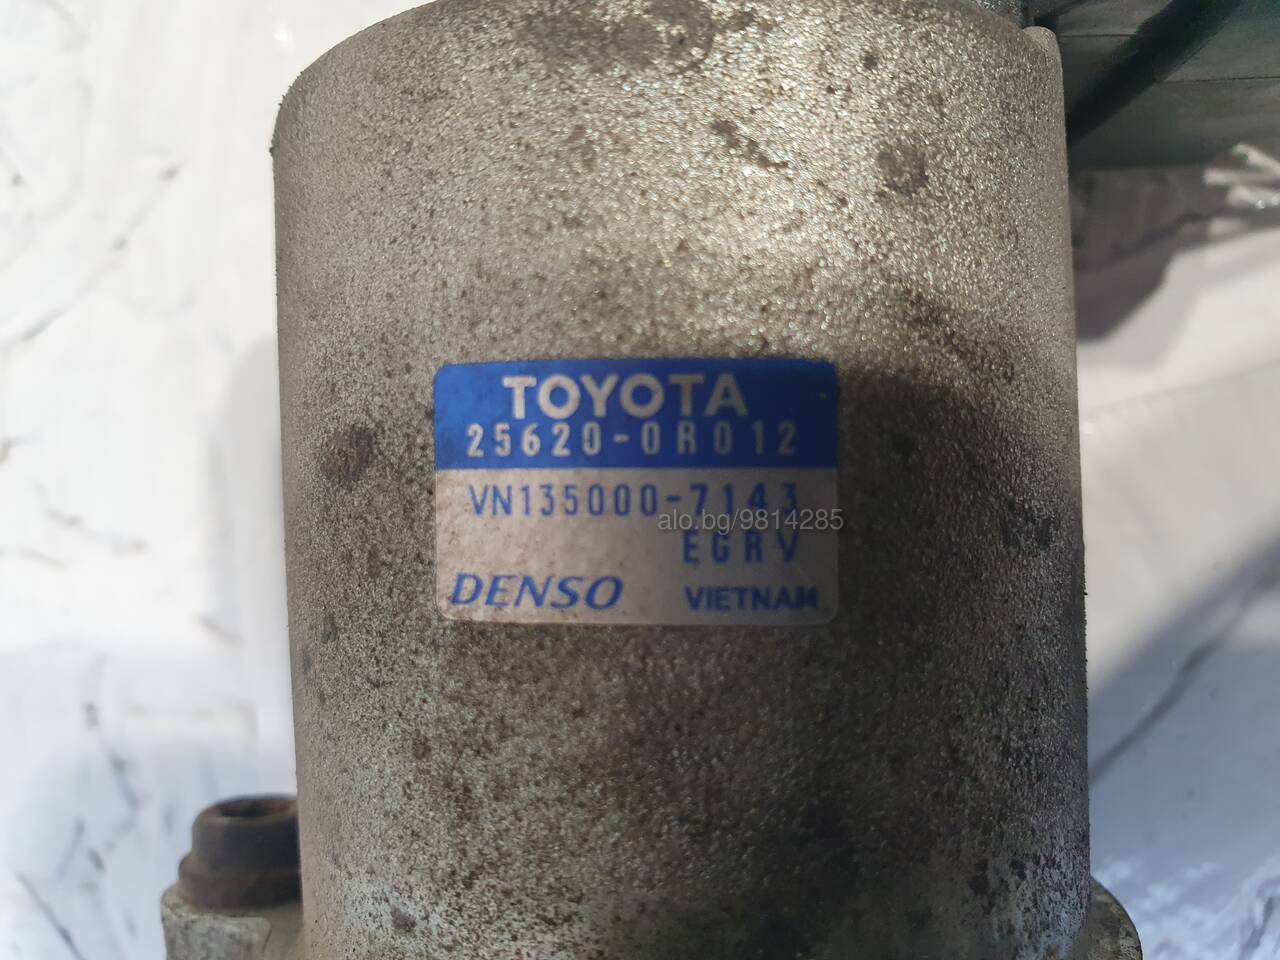 TOYOTA
25620-0R012
VN135000-7143
alo.bg/9814285
EGRV
DENSO VIETNAM